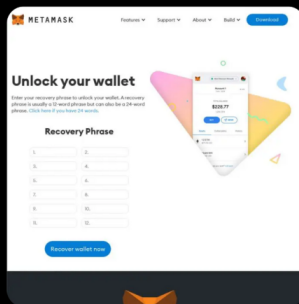 METAMASK
Features Support About Build Download
Unlock your wallet
Enter your recovery phrase to unlock your wallet. A recovery
phrase is usually a 12-word phrase but can also be a 24-word
phrase. Click here if you have 24 words.
Recovery Phrase
1. 2.
3. 4.
5. 6.
7. 8.
9. 10.
11. 12.
Recover wallet now